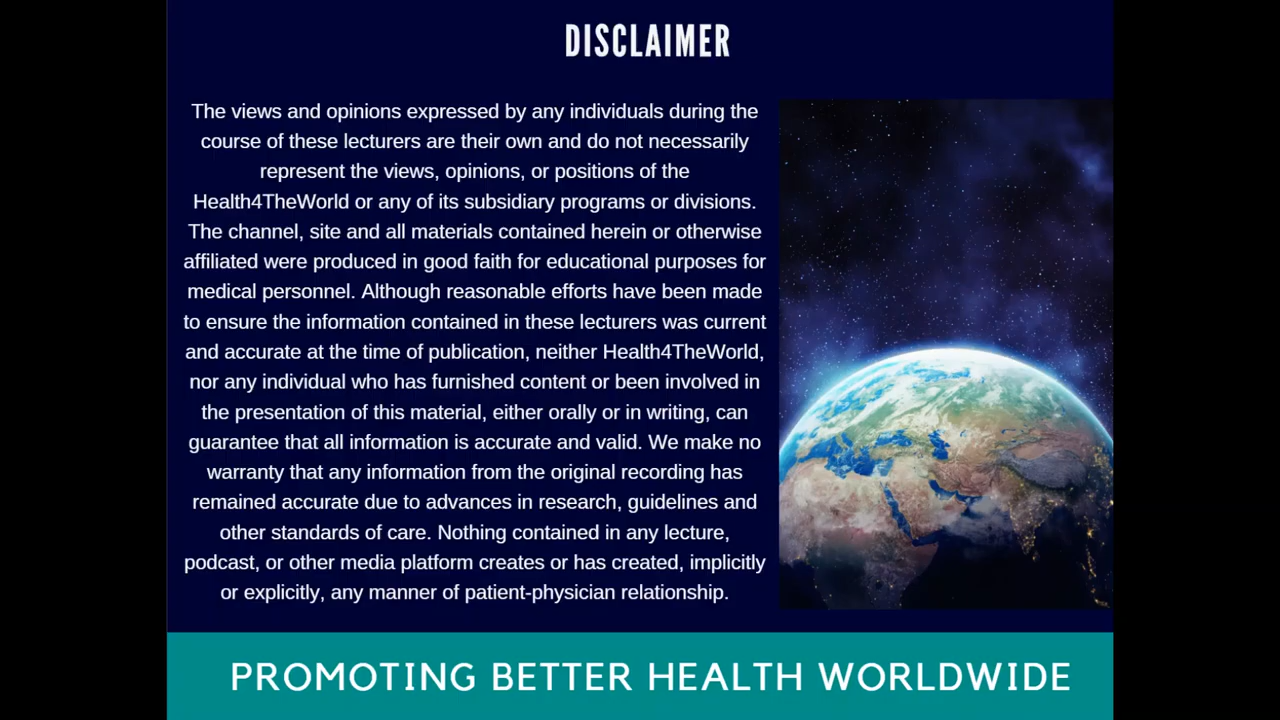 DISCLAIMER
The views and opinions expressed by any individuals during the
course of these lecturers are their own and do not necessarily
represent the views, opinions, or positions of the
Health4TheWorld or any of its subsidiary programs or divisions.
The channel, site and all materials contained herein or otherwise
affiliated were produced in good faith for educational purposes for
medical personnel. Although reasonable efforts have been made
to ensure the information contained in these lecturers was current
and accurate at the time of publication, neither Health4TheWorld,
nor any individual who has furnished content or been involved in
the presentation of this material, either orally or in writing, can
guarantee that all information is accurate and valid. We make no
warranty that any information from the original recording has
remained accurate due to advances in research, guidelines and
other standards of care. Nothing contained in any lecture,
podcast, or other media platform creates or has created, implicitly
or explicitly, any manner of patient-physician relationship.
PROMOTING BETTER HEALTH WORLDWIDE